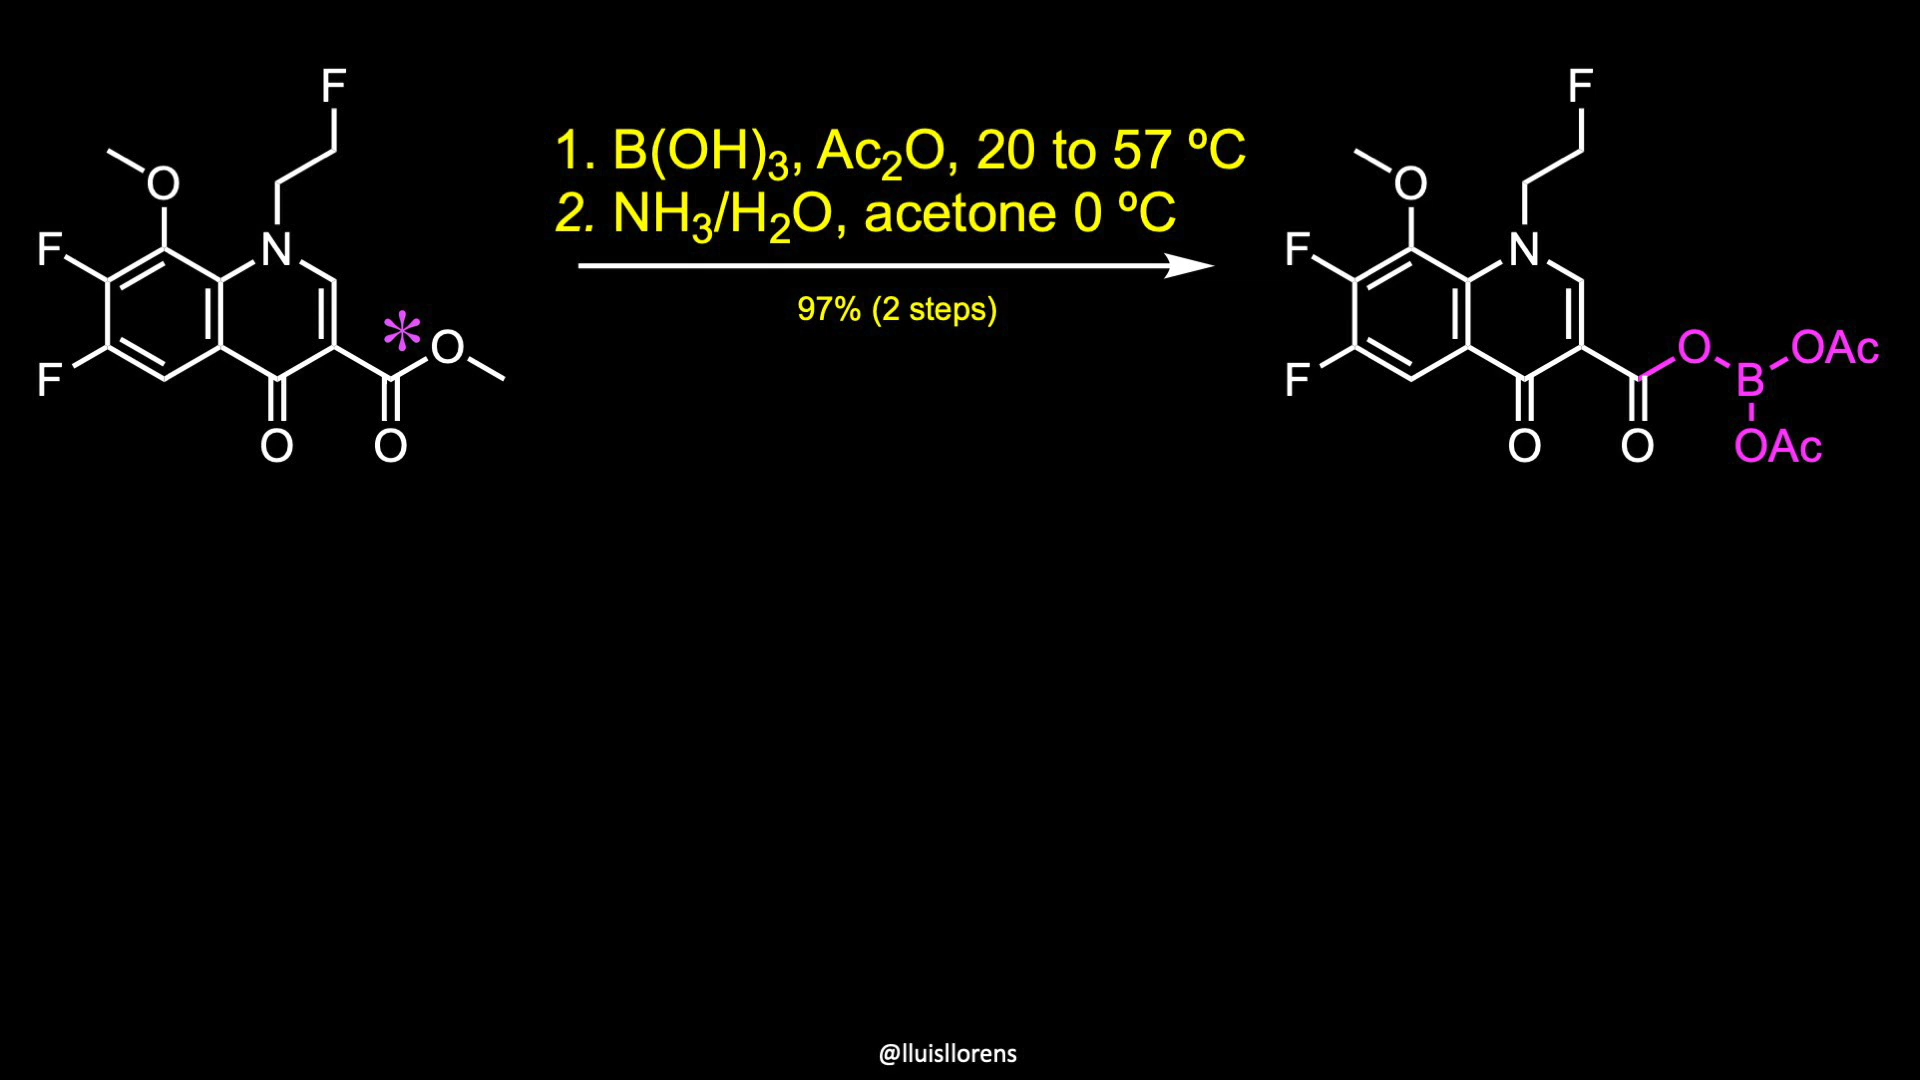 F
O
F
N
F
*
O
O
O
1. B(OH)₃, Ac₂O, 20 to 57 ºC
2. NH₃/H₂O, acetone 0 ºC
97% (2 steps)
F
O
F
N
F
O
OAc
B
O
O
OAc
@lluisllorens